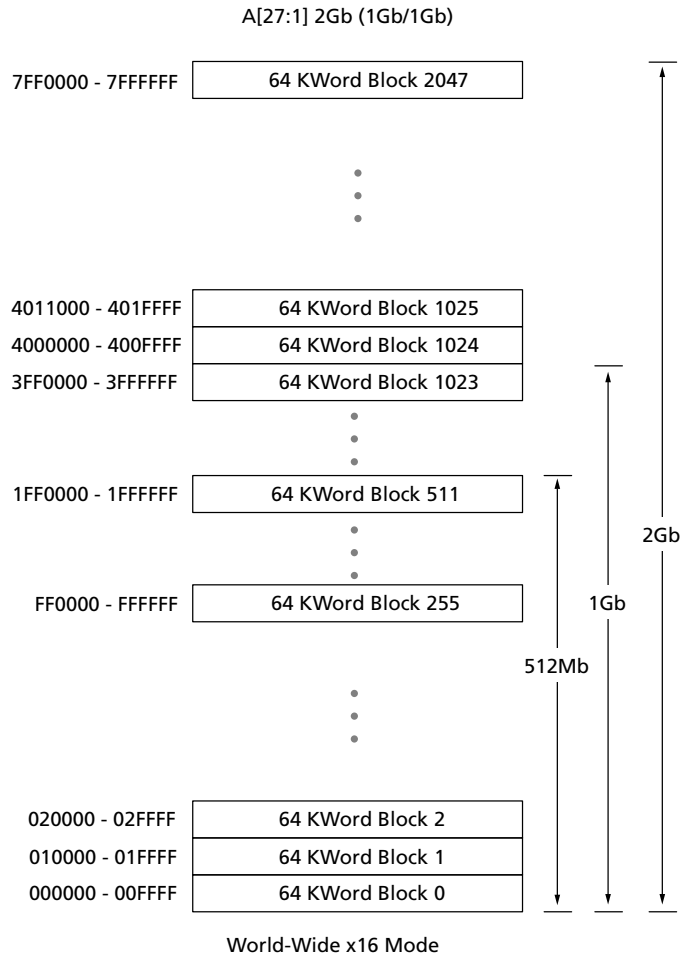 A[27:1] 2Gb (1Gb/1Gb)
7FF0000 - 7FFFFFF 64 KWord Block 2047
4011000 - 401FFFF 64 KWord Block 1025
4000000 - 400FFFF 64 KWord Block 1024
3FF0000 - 3FFFFFF 64 KWord Block 1023
1FF0000 - 1FFFFFF 64 KWord Block 511
2Gb
FF0000 - FFFFFF 64 KWord Block 255
1Gb
512Mb
020000 - 02FFFF 64 KWord Block 2
010000 - 01FFFF 64 KWord Block 1
000000 - 00FFFF 64 KWord Block 0
World-Wide x16 Mode